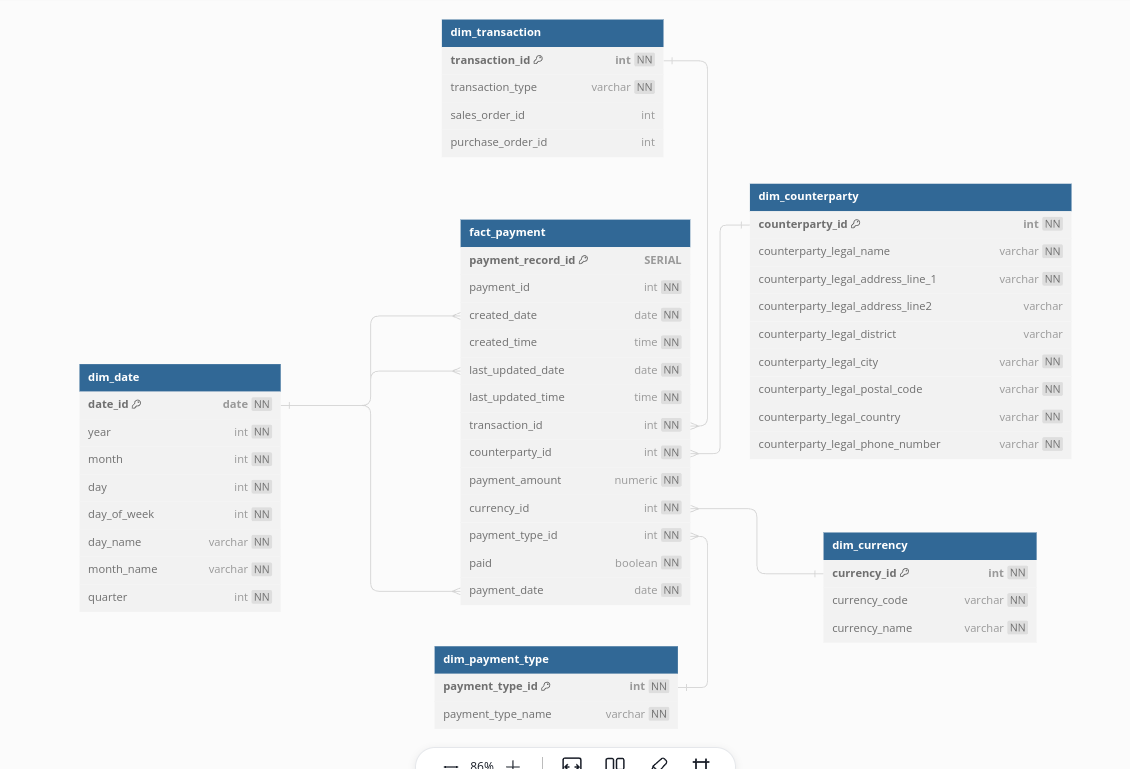 dim_transaction
transaction_id int NN
transaction_type varchar NN
sales_order_id int
purchase_order_id int
dim_counterparty
counterparty_id int NN
counterparty_legal_name varchar NN
counterparty_legal_address_line_1 varchar NN
counterparty_legal_address_line2 varchar
counterparty_legal_district varchar
counterparty_legal_city varchar NN
counterparty_legal_postal_code varchar NN
counterparty_legal_country varchar NN
counterparty_legal_phone_number varchar NN
fact_payment
payment_record_id SERIAL
payment_id int NN
created_date date NN
created_time time NN
last_updated_date date NN
last_updated_time time NN
transaction_id int NN
counterparty_id int NN
payment_amount numeric NN
currency_id int NN
payment_type_id int NN
paid boolean NN
payment_date date NN
dim_date
date_id date NN
year int NN
month int NN
day int NN
day_of_week int NN
day_name varchar NN
month_name varchar NN
quarter int NN
dim_currency
currency_id int NN
currency_code varchar NN
currency_name varchar NN
dim_payment_type
payment_type_id int NN
payment_type_name varchar NN
86%